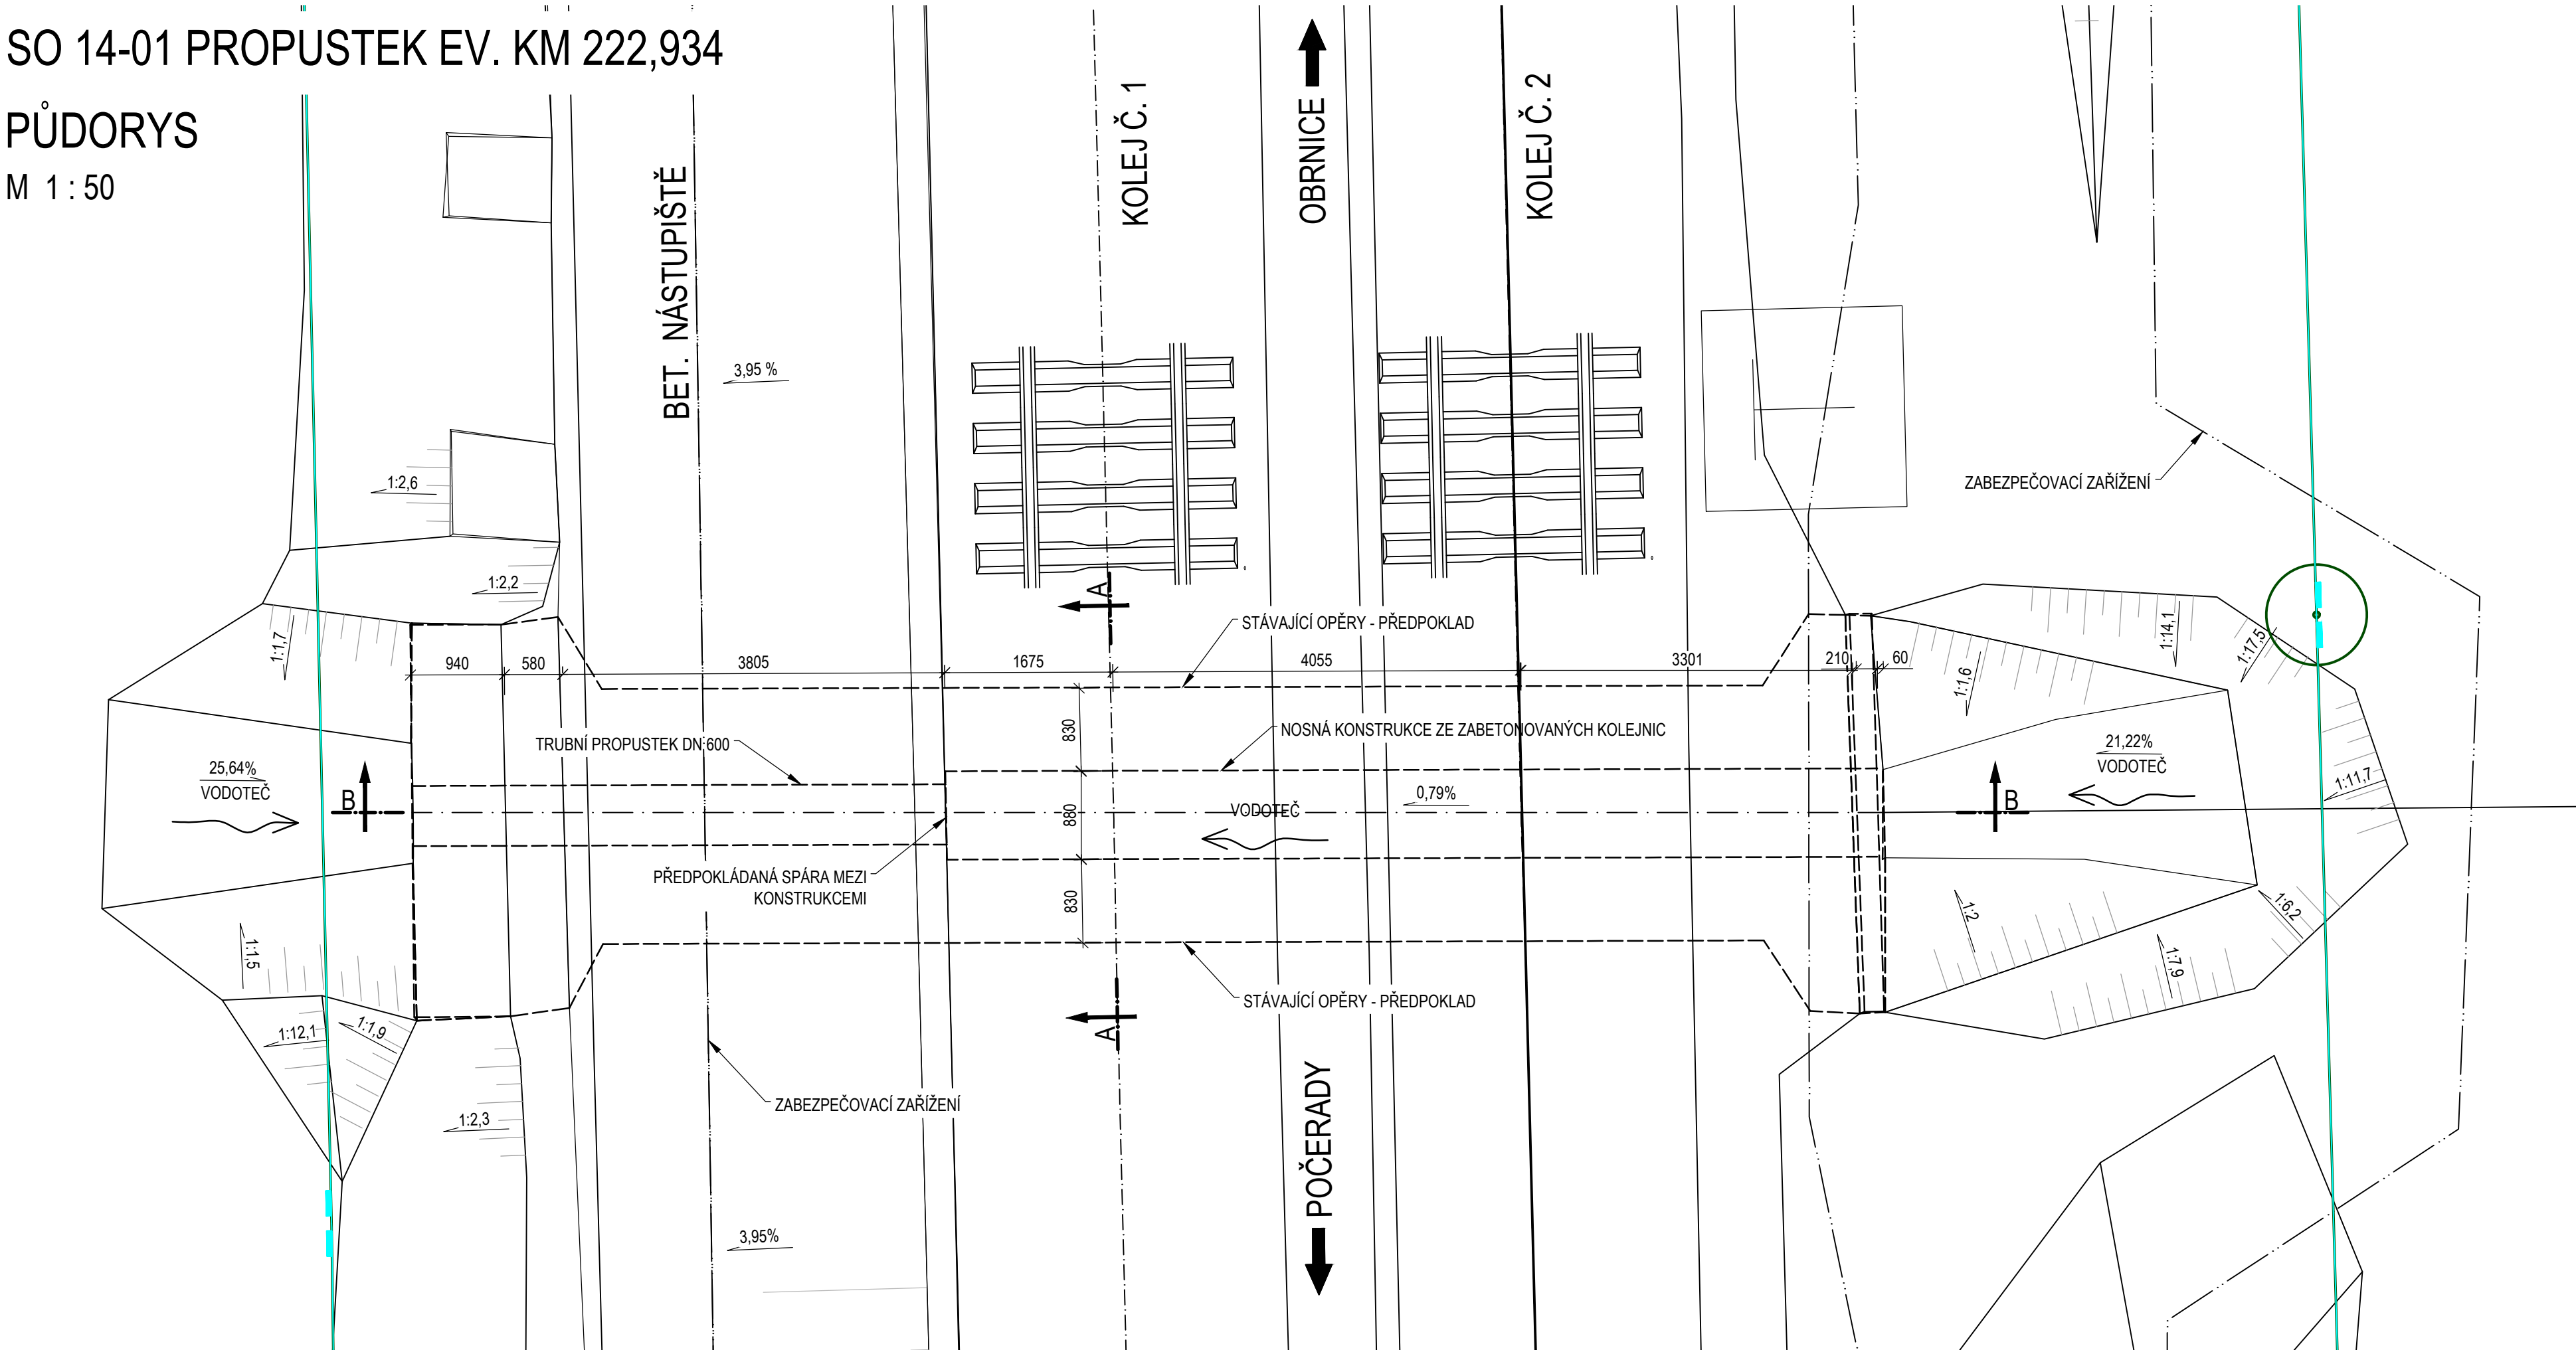 SO 14-01 PROPUSTEK EV. KM 222,934
PŮDORYS
M 1 : 50
BET. NÁSTUPIŠTĚ
KOLEJ Č. 1
OBRNICE
KOLEJ Č. 2
3,95 %
ZABEZPEČOVACÍ ZAŘÍŽENÍ
1:2,6
1:2,2
A
STÁVAJÍCÍ OPĚRY - PŘEDPOKLAD
1:1,7
940
580
3805
1675
4055
3301
210
60
1:1,6
1:14,1
1:17,5
830
TRUBNÍ PROPUSTEK DN 600
NOSNÁ KONSTRUKCE ZE ZABETONOVANÝCH KOLEJNIC
25,64%
VODOTEČ
21,22%
VODOTEČ
1:11,7
B
880
VODOTEČ
0,79%
B
PŘEDPOKLÁDANÁ SPÁRA MEZI
KONSTRUKCEMI
830
1:2
1:6,2
1:7,9
1:1,5
STÁVAJÍCÍ OPĚRY - PŘEDPOKLAD
1:12,1
1:1,9
A
ZABEZPEČOVACÍ ZAŘÍŽENÍ
1:2,3
POČERADY
3,95%